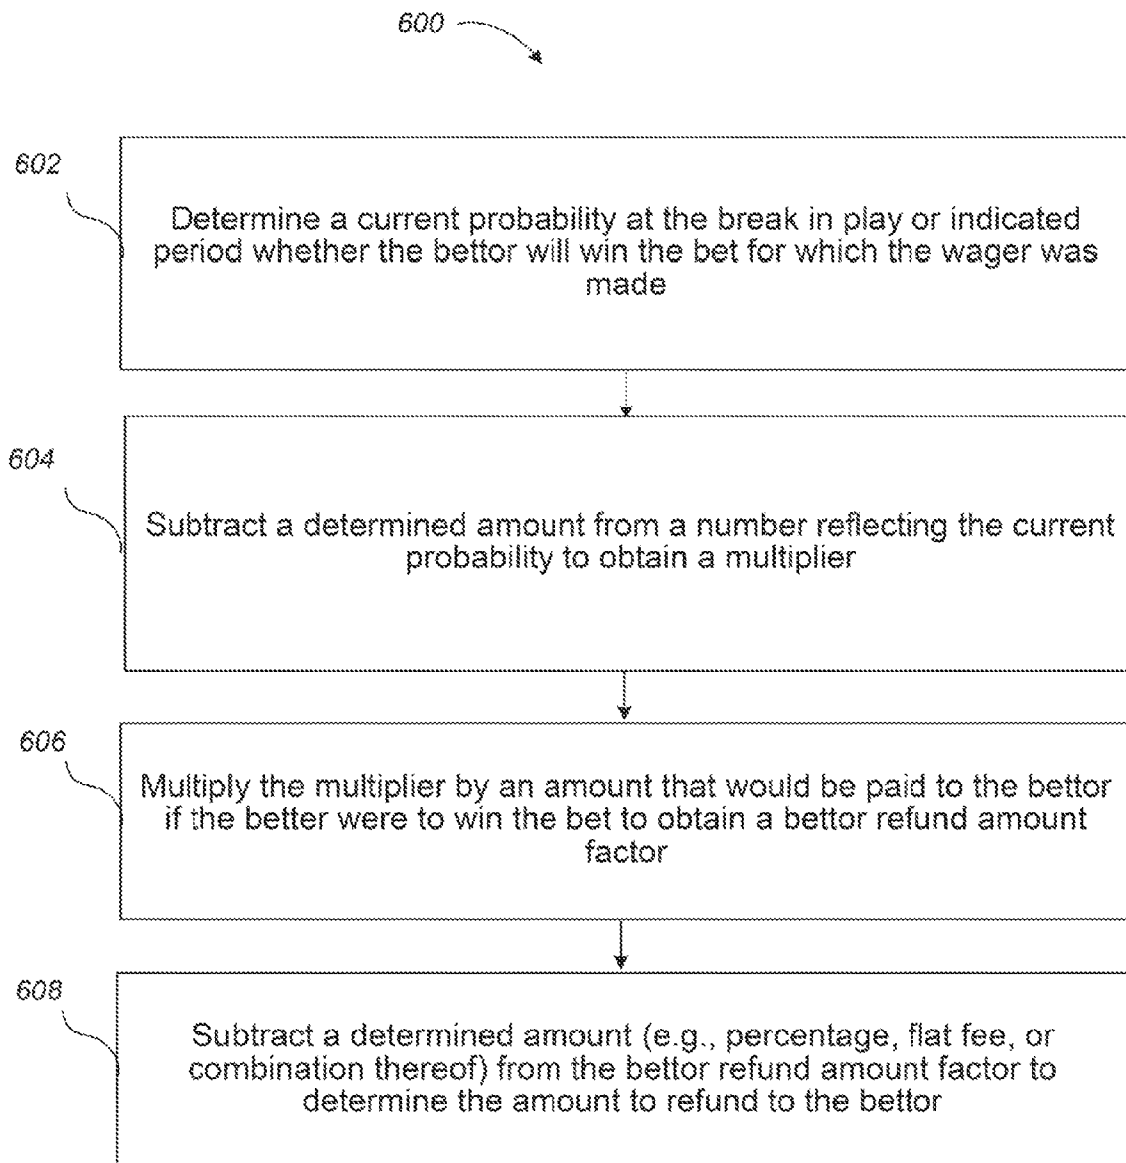 600
602
Determine a current probability at the break in play or indicated
period whether the bettor will win the bet for which the wager was
made
604
Subtract a determined amount from a number reflecting the current
probability to obtain a multiplier
606
Multiply the multiplier by an amount that would be paid to the bettor
if the better were to win the bet to obtain a bettor refund amount
factor
608
Subtract a determined amount (e.g., percentage, flat fee, or
combination thereof) from the bettor refund amount factor to
determine the amount to refund to the bettor